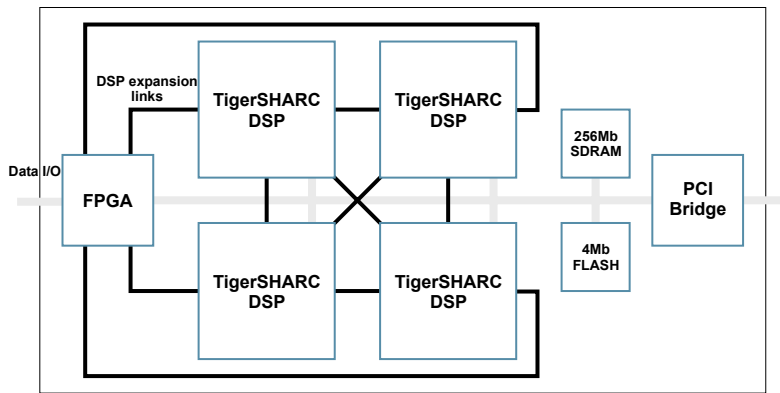 DSP expansion
links
TigerSHARC
DSP
TigerSHARC
DSP
256Mb
SDRAM
Data I/O
FPGA
PCI
Bridge
TigerSHARC
DSP
TigerSHARC
DSP
4Mb
FLASH